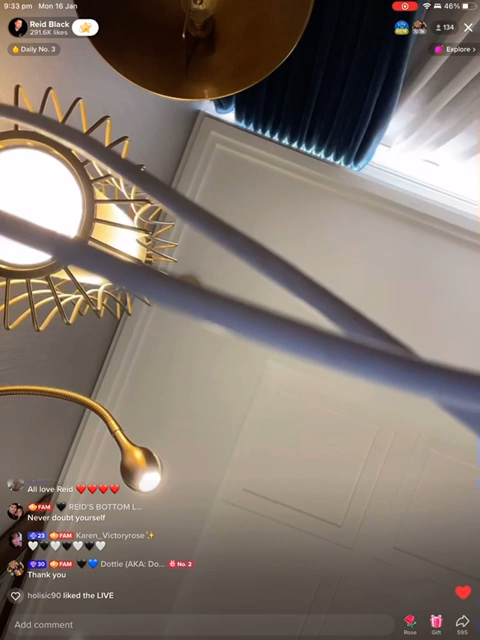 9:33 pm Mon 16 Jan
46%
Reid Black
291.6K likes
134
Daily No. 3
Explore >
All love Reid ❤️❤️❤️❤️
FAM 🖤 REID'S BOTTOM L...
Never doubt yourself
23 FAM Karen_Victoryrose✨
🤍🖤🤍🖤🤍🖤🤍
30 FAM 🖤💙 Dottie (AKA: Do... No. 2
Thank you
holisic90 liked the LIVE
Add comment
Rose
Gift
595